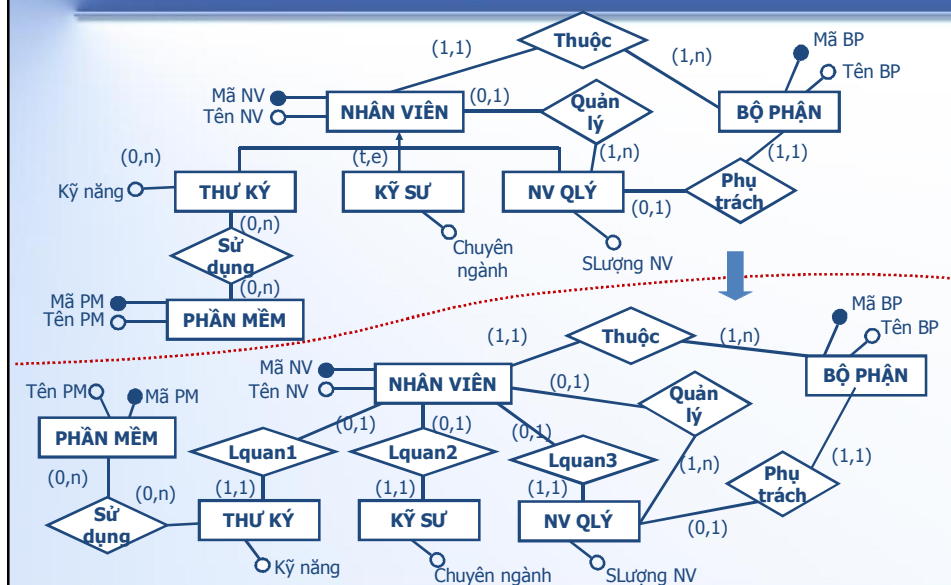 Thuộc
Mã BP
(1,1)
(1,n)
Tên BP
Mã NV
Tên NV
NHÂN VIÊN
(0,1)
Quản
lý
BỘ PHẬN
(0,n)
(t,e)
(1,n)
(1,1)
Kỹ năng
THƯ KÝ
KỸ SƯ
NV QLÝ
(0,1)
Phụ
trách
(0,n)
Sử
dụng
Chuyên
ngành
SLượng NV
(0,n)
Mã PM
Tên PM
PHẦN MỀM
Mã BP
Tên BP
(1,1)
Thuộc
(1,n)
Mã NV
Tên NV
NHÂN VIÊN
(0,1)
Quản
lý
BỘ PHẬN
Tên PM
Mã PM
PHẦN MỀM
(0,1)
(0,1)
(0,1)
Lquan1
Lquan2
Lquan3
(0,n)
(0,n)
(1,1)
(1,1)
(1,1)
(1,n)
(1,1)
Phụ
trách
Sử
dụng
THƯ KÝ
KỸ SƯ
NV QLÝ
(0,1)
Kỹ năng
Chuyên ngành
SLượng NV